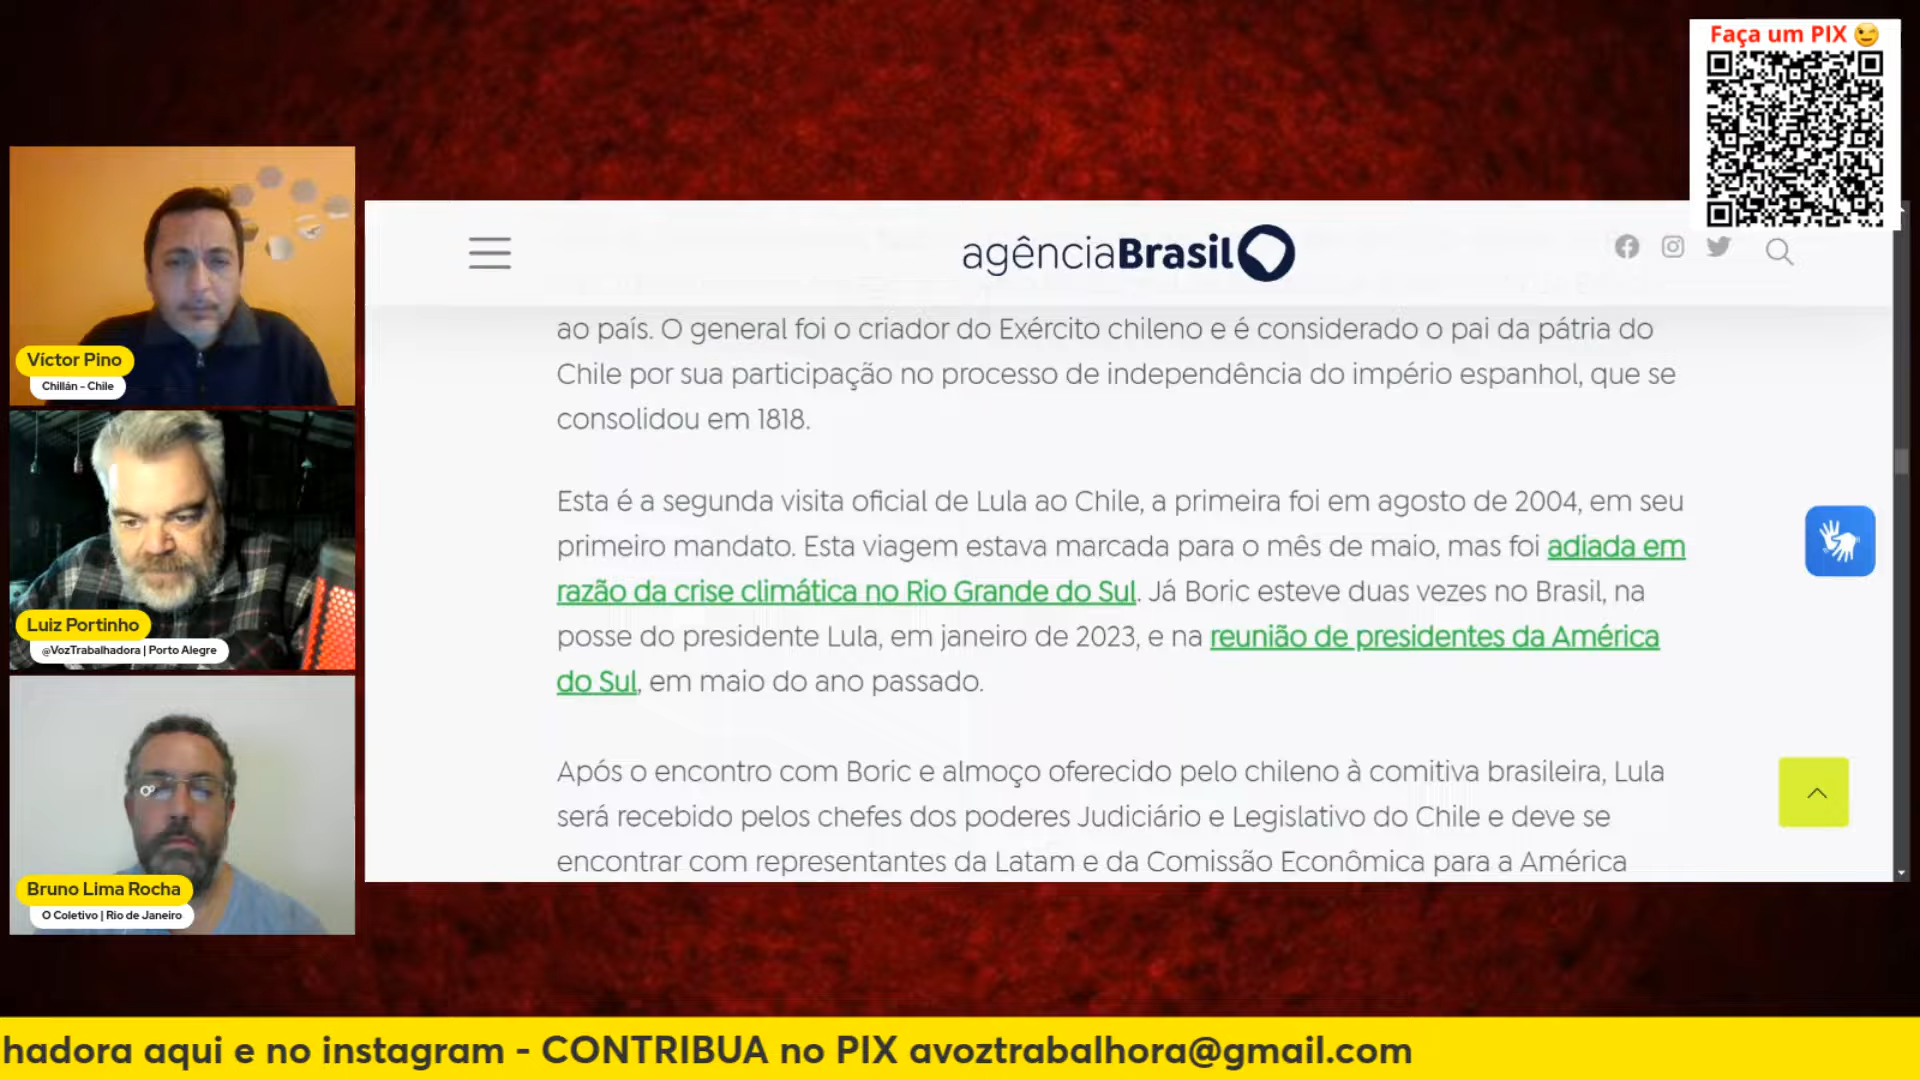 Faça um PIX
agênciaBrasil
ao país. O general foi o criador do Exército chileno e é considerado o pai da pátria do
Chile por sua participação no processo de independência do império espanhol, que se
consolidou em 1818.
Esta é a segunda visita oficial de Lula ao Chile, a primeira foi em agosto de 2004, em seu
primeiro mandato. Esta viagem estava marcada para o mês de maio, mas foi adiada em
razão da crise climática no Rio Grande do Sul. Já Boric esteve duas vezes no Brasil, na
posse do presidente Lula, em janeiro de 2023, e na reunião de presidentes da América
do Sul, em maio do ano passado.
Após o encontro com Boric e almoço oferecido pelo chileno à comitiva brasileira, Lula
será recebido pelos chefes dos poderes Judiciário e Legislativo do Chile e deve se
encontrar com representantes da Latam e da Comissão Econômica para a América
Víctor Pino
Chillán - Chile
Luiz Portinho
@VozTrabalhadora | Porto Alegre
Bruno Lima Rocha
O Coletivo | Rio de Janeiro
hadora aqui e no instagram - CONTRIBUA no PIX avoztrabalhora@gmail.com